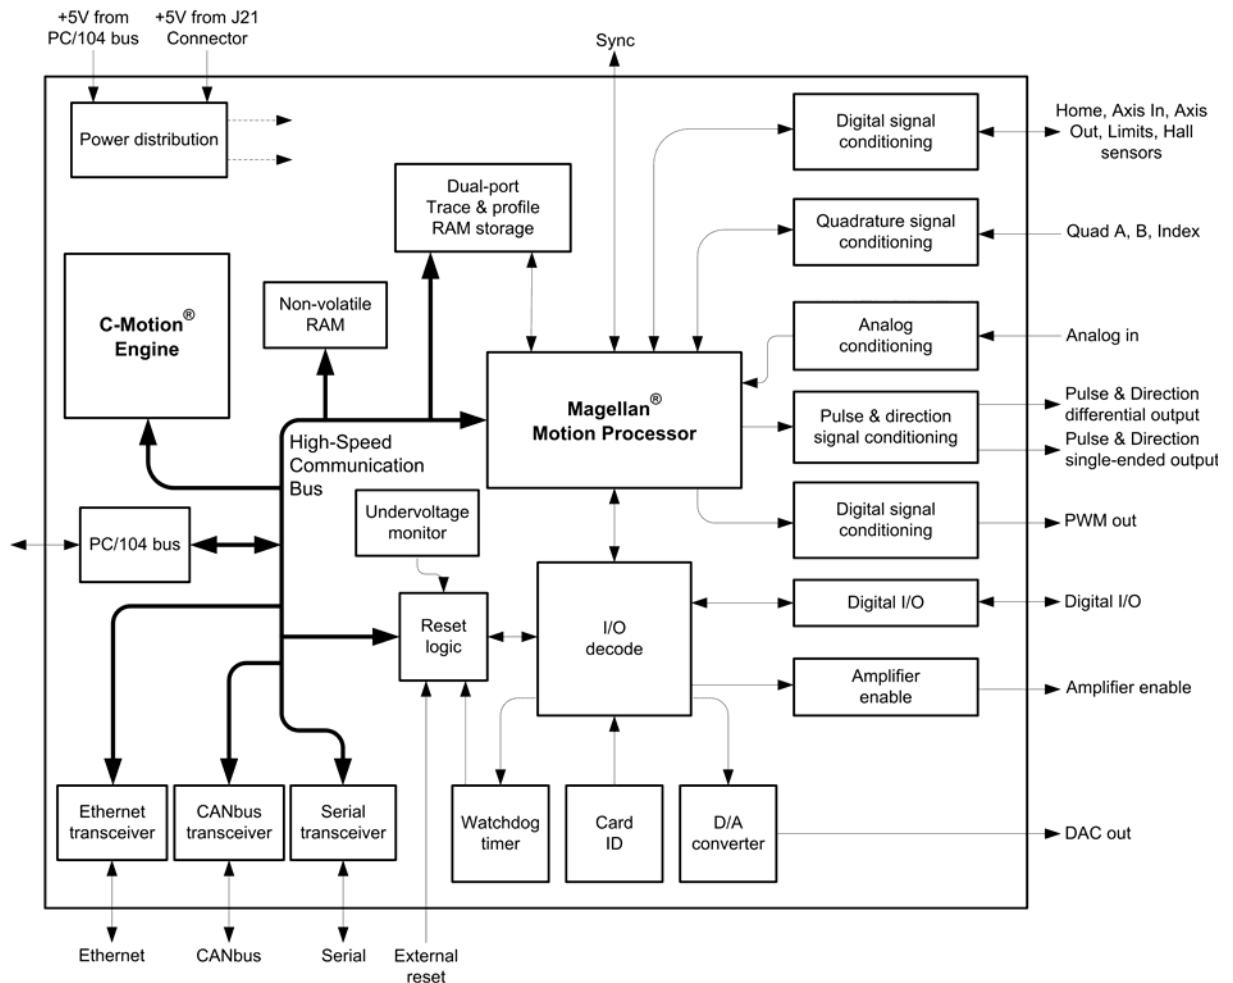 +5V from
PC/104 bus
+5V from J21
Connector
Sync
Power distribution
Digital signal
conditioning
Home, Axis In, Axis
Out, Limits, Hall
sensors
Dual-port
Trace & profile
RAM storage
Quadrature signal
conditioning
Quad A, B, Index
C-Motion®
Engine
Non-volatile
RAM
Analog
conditioning
Analog in
Magellan®
Motion Processor
Pulse & direction
signal conditioning
Pulse & Direction
differential output
Pulse & Direction
single-ended output
High-Speed
Communication
Bus
Undervoltage
monitor
Digital signal
conditioning
PWM out
PC/104 bus
Reset
logic
I/O
decode
Digital I/O
Digital I/O
Amplifier
enable
Amplifier enable
Ethernet
transceiver
CANbus
transceiver
Serial
transceiver
Watchdog
timer
Card
ID
D/A
converter
DAC out
Ethernet
CANbus
Serial
External
reset